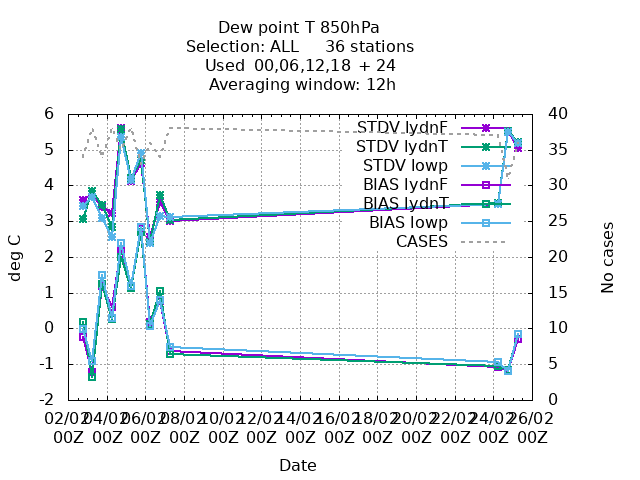 Dew point T 850hPa
Selection: ALL 36 stations
Used 00,06,12,18 + 24
Averaging window: 12h
6 40
STDV lydnF
STDV lydnT
5 35
STDV lowp
4 30
BIAS lydnF
BIAS lydnT
3 25
BIAS lowp
CASES
deg C
No cases
2 20
1 15
0 10
-1 5
-2 0
02/02 04/02 06/02 08/02 10/02 12/02 14/02 16/02 18/02 20/02 22/02 24/02 26/02
00Z 00Z 00Z 00Z 00Z 00Z 00Z 00Z 00Z 00Z 00Z 00Z 00Z
Date